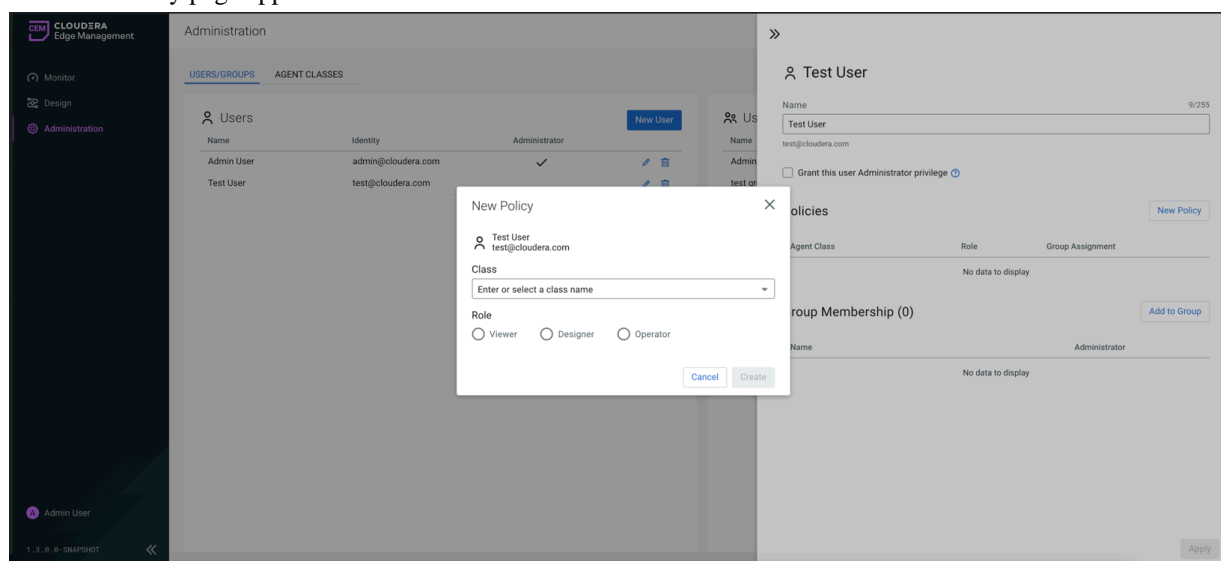 CEM CLOUDERA
Edge Management
Monitor
Design
Administration
A Admin User
1.3.0.0-SNAPSHOT
Administration
USERS/GROUPS AGENT CLASSES
Users
New User
Name Identity Administrator
Admin User admin@cloudera.com
Test User test@cloudera.com
Us
Name
Admin
test gr
New Policy
Test User
test@cloudera.com
Class
Enter or select a class name
Role
Viewer Designer Operator
Cancel Create
Test User
Name 9/255
Test User
test@cloudera.com
Grant this user Administrator privilege
olicies New Policy
Agent Class Role Group Assignment
No data to display
roup Membership (0) Add to Group
Name Administrator
No data to display
Apply